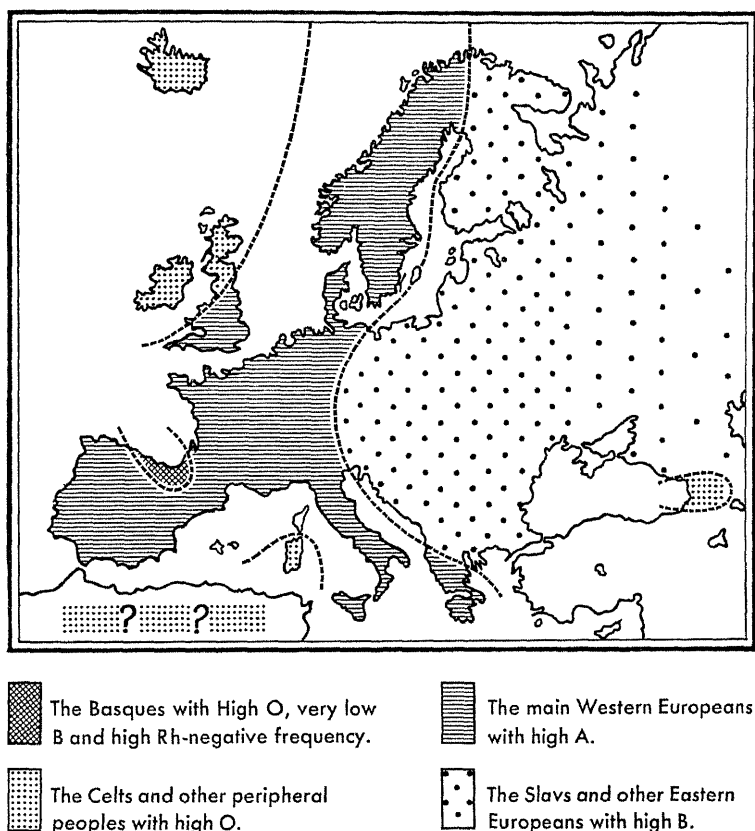 ? ?
The Basques with High O, very low
B and high Rh-negative frequency.
The main Western Europeans
with high A.
The Celts and other peripheral
peoples with high O.
The Slavs and other Eastern
Europeans with high B.